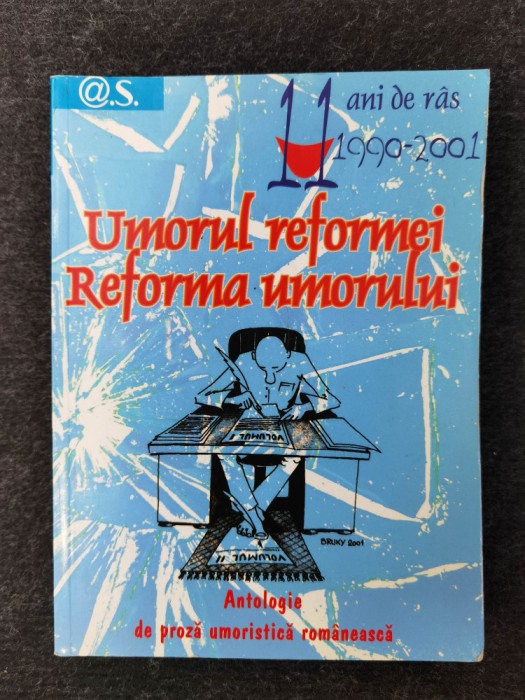 @.S.
11 ani de râs
1990-2001
Umorul reformei
Reforma umorului
VOLUMUL I
BRUXY 2001
VOLUMUL II
Antologie
de proză umoristică românească